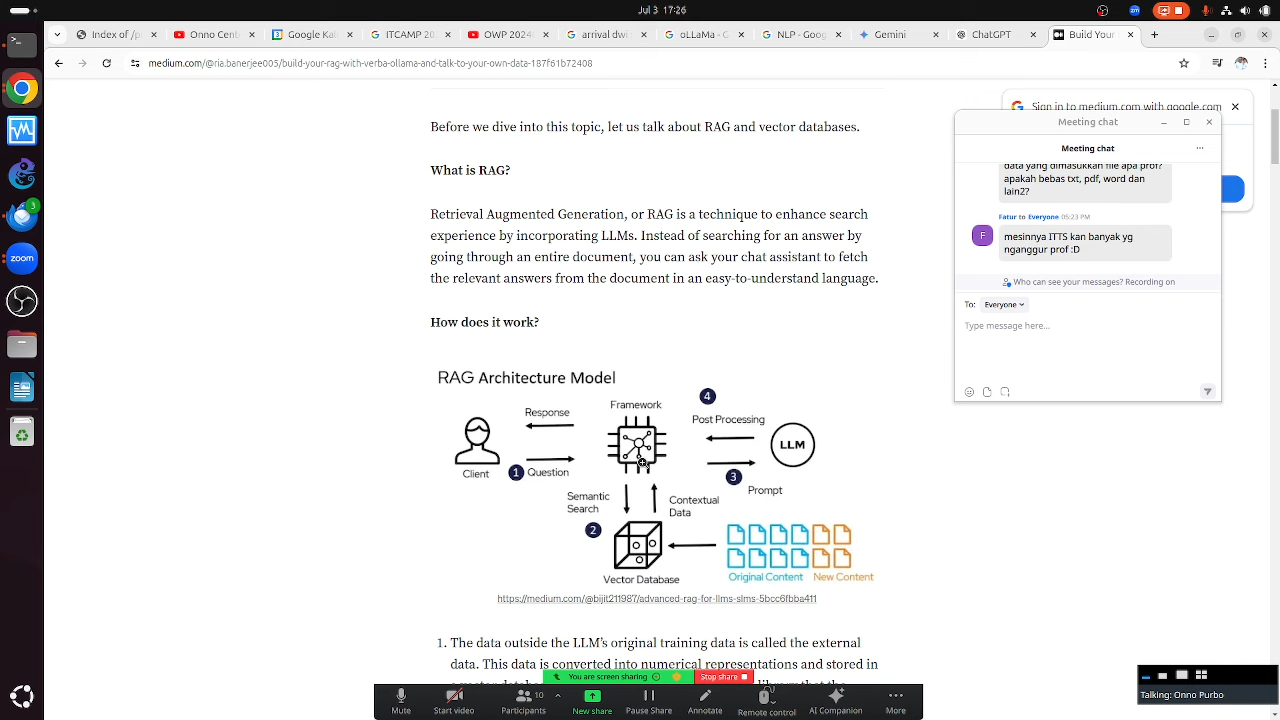 Jul 3 17:26
Index of /p
Onno Cent
Google Kal
ITCAMP 20
OWP 2024
arrival dwi
oLLaMa - G
NLP - Goog
Gemini
ChatGPT
Build Your
medium.com/@ria.banerjee005/build-your-rag-with-verba-ollama-and-talk-to-your-own-data-187f61b72408
Before we dive into this topic, let us talk about RAG and vector databases.
What is RAG?
Retrieval Augmented Generation, or RAG is a technique to enhance search
experience by incorporating LLMs. Instead of searching for an answer by
going through an entire document, you can ask your chat assistant to fetch
the relevant answers from the document in an easy-to-understand language.
How does it work?
RAG Architecture Model
Response
Framework
4
Post Processing
LLM
Client
1 Question
3
Prompt
Semantic
Search
Contextual
Data
2
Vector Database
Original Content
New Content
https://medium.com/@bijit211987/advanced-rag-for-llms-slms-5bcc6fbba411
1. The data outside the LLM's original training data is called the external
data. This data is converted into numerical representations and stored in
Sign in to medium.com with google.com
Meeting chat
Meeting chat
data yang dimasukkan file apa prof?
apakah bebas txt, pdf, word dan
lain2?
Fatur to Everyone 05:23 PM
F
mesinnya ITTS kan banyak yg
nganggur prof :D
Who can see your messages? Recording on
To: Everyone
Type message here...
3
zoom
zm
You are screen sharing
Stop share
Mute
Start video
Participants
10
New share
Pause Share
Annotate
Remote control
AI Companion
More
Talking: Onno Purbo